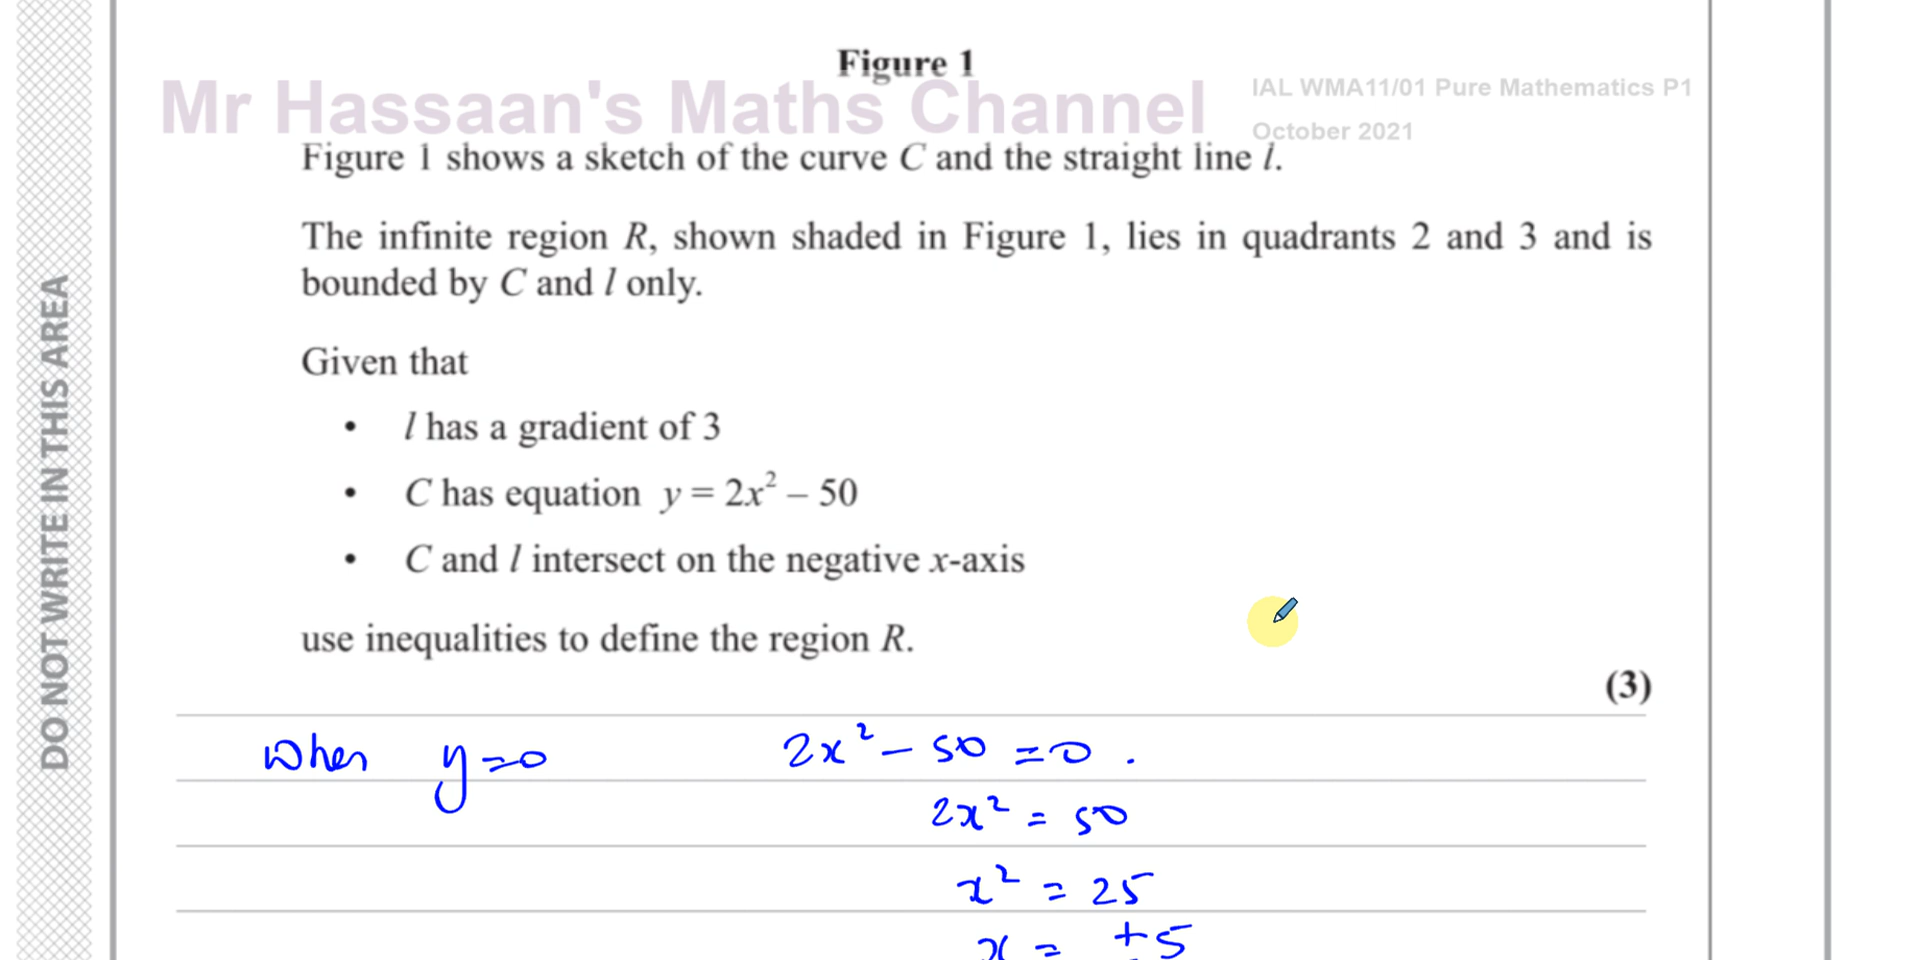 Figure 1
Mr Hassaan's Maths Channel
IAL WMA11/01 Pure Mathematics P1
October 2021
Figure 1 shows a sketch of the curve C and the straight line l.
The infinite region R, shown shaded in Figure 1, lies in quadrants 2 and 3 and is
bounded by C and l only.
Given that
• l has a gradient of 3
• C has equation y = 2x² – 50
• C and l intersect on the negative x-axis
use inequalities to define the region R.
(3)
DO NOT WRITE IN THIS AREA
when y=0 2x² - 50 = 0 .
2x² = 50
x² = 25
x = ±5